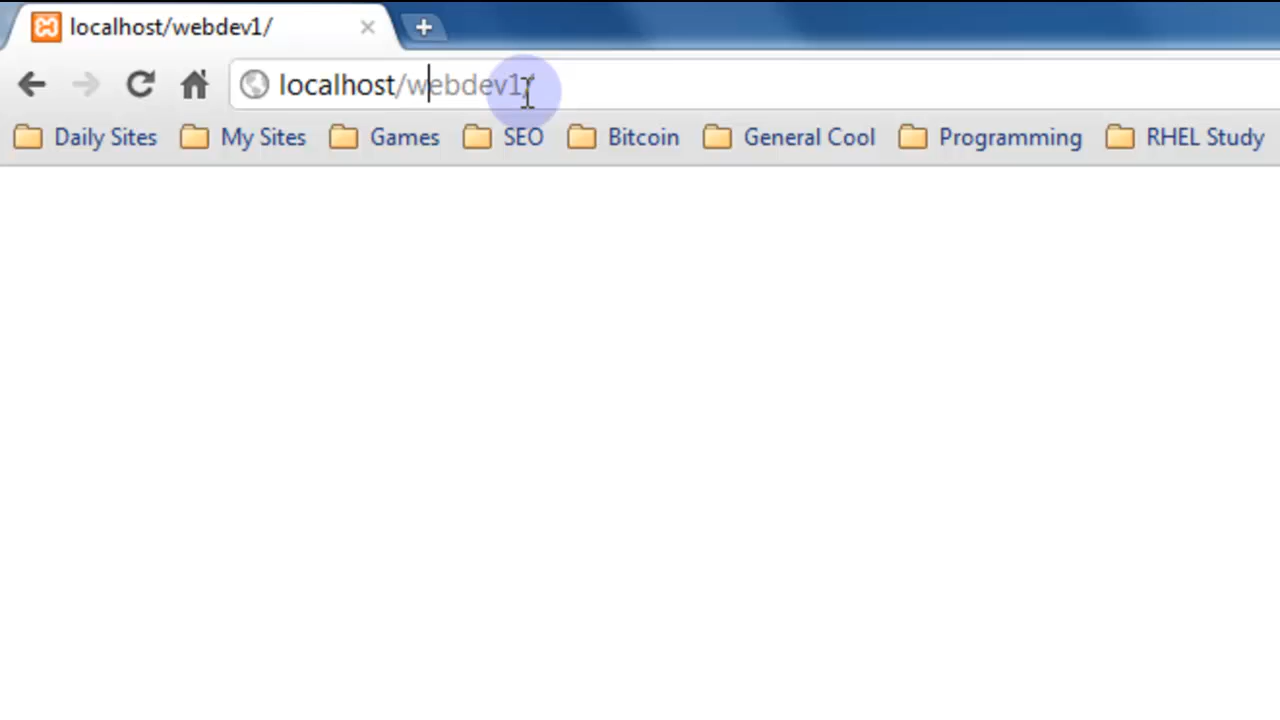 localhost/webdev1/
localhost/webdev1/
Daily Sites My Sites Games SEO Bitcoin General Cool Programming RHEL Study